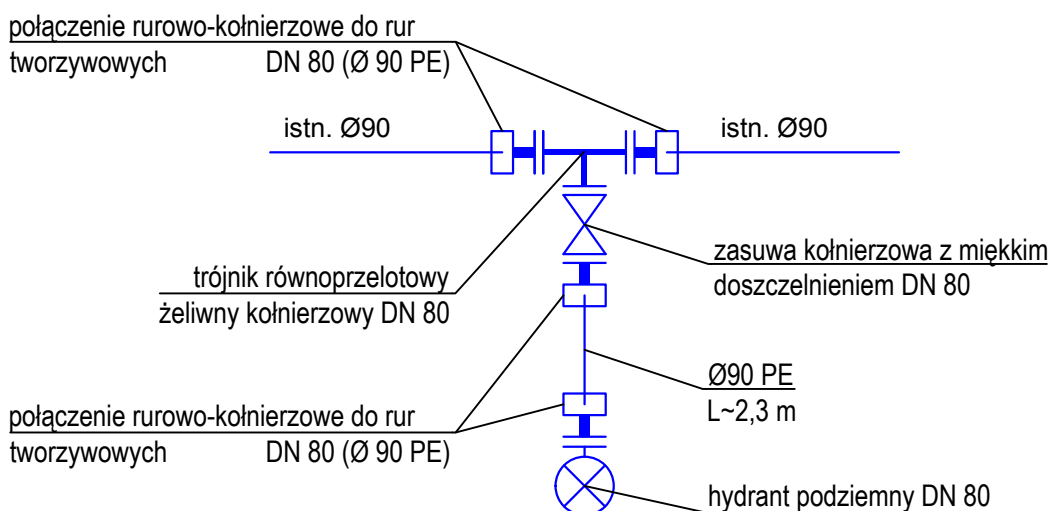 połączenie rurowo-kołnierzowe do rur
tworzywowych DN 80 (Ø 90 PE)
istn. Ø90
istn. Ø90
zasuwa kołnierzowa z miękkim
doszczelnieniem DN 80
trójnik równoprzelotowy
żeliwny kołnierzowy DN 80
Ø90 PE
L~2,3 m
połączenie rurowo-kołnierzowe do rur
tworzywowych DN 80 (Ø 90 PE)
hydrant podziemny DN 80